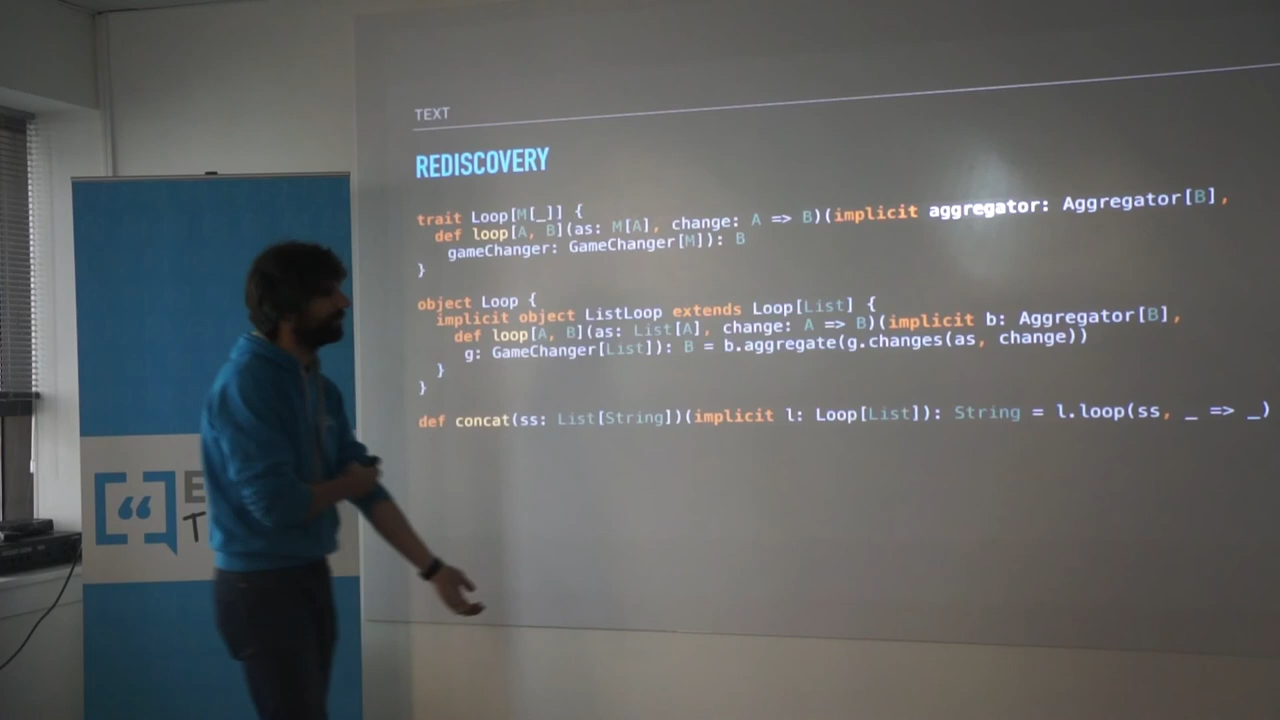 TEXT
REDISCOVERY
trait Loop[M[_]] {
def loop[A, B](as: M[A], change: A => B)(implicit aggregator: Aggregator[B],
gameChanger: GameChanger[M]): B
}
object Loop {
implicit object ListLoop extends Loop[List] {
def loop[A, B](as: List[A], change: A => B)(implicit b: Aggregator[B],
g: GameChanger[List]): B = b.aggregate(g.changes(as, change))
}
}
def concat(ss: List[String])(implicit l: Loop[List]): String = l.loop(ss, _ => _)